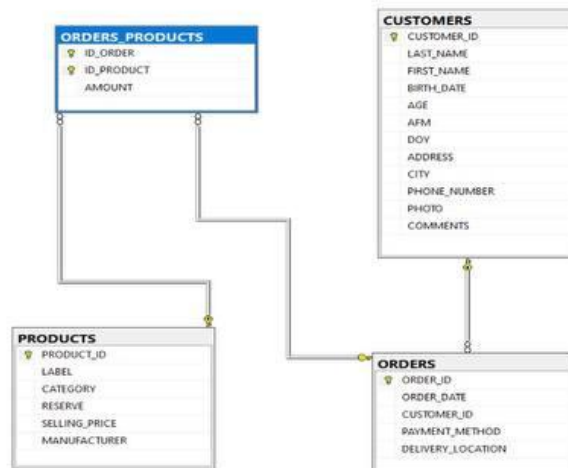 ORDERS_PRODUCTS
ID_ORDER
ID_PRODUCT
AMOUNT
CUSTOMERS
CUSTOMER_ID
LAST_NAME
FIRST_NAME
BIRTH_DATE
AGE
AFM
DOY
ADDRESS
CITY
PHONE_NUMBER
PHOTO
COMMENTS
PRODUCTS
PRODUCT_ID
LABEL
CATEGORY
RESERVE
SELLING_PRICE
MANUFACTURER
ORDERS
ORDER_ID
ORDER_DATE
CUSTOMER_ID
PAYMENT_METHOD
DELIVERY_LOCATION